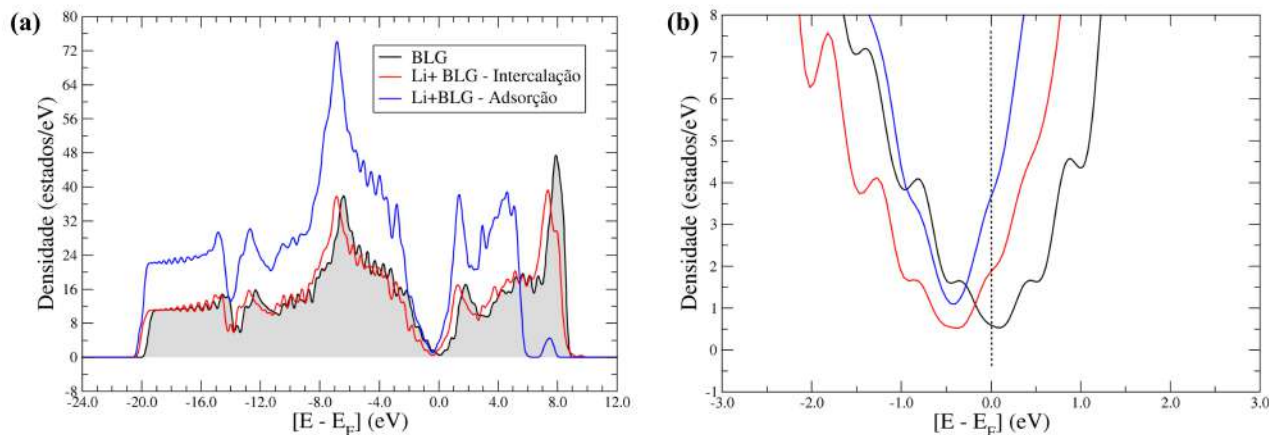 (a)
80
72
64
56
48
40
32
24
16
8
0
-8
Densidade (estados/eV)
BLG
Li+ BLG - Intercalação
Li+BLG - Adsorção
-24.0 -20.0 -16.0 -12.0 -8.0 -4.0 0.0 4.0 8.0 12.0
[E - E_F] (eV)
(b)
8
7
6
5
4
3
2
1
0
-1
Densidade (estados/eV)
-3.0 -2.0 -1.0 0.0 1.0 2.0 3.0
[E - E_F] (eV)